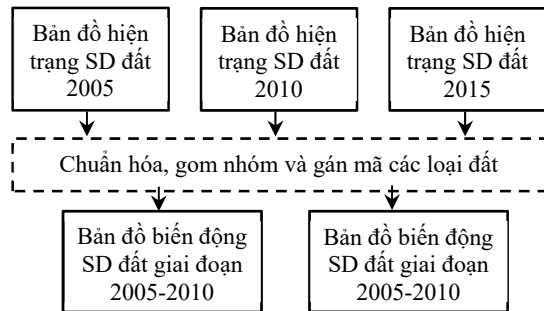 Bản đồ hiện
trạng SD đất
2005
Bản đồ hiện
trạng SD đất
2010
Bản đồ hiện
trạng SD đất
2015
Chuẩn hóa, gom nhóm và gán mã các loại đất
Bản đồ biến động
SD đất giai đoạn
2005-2010
Bản đồ biến động
SD đất giai đoạn
2005-2010